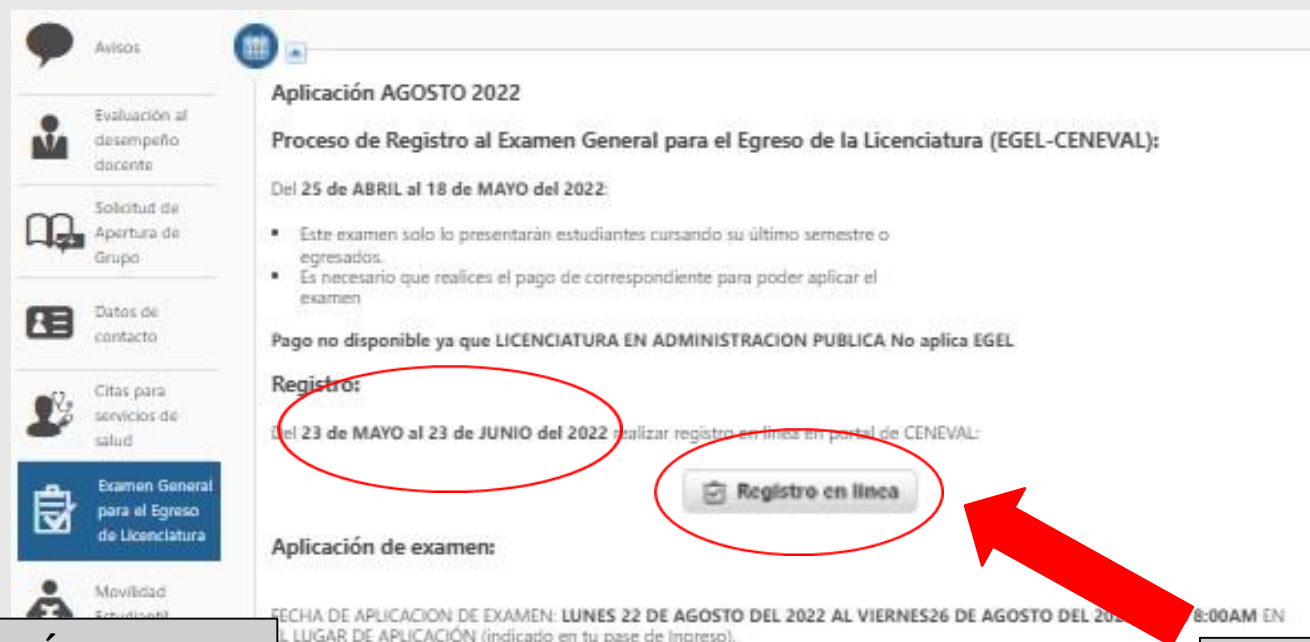 Avisos
Evaluación al
desempeño
docente
Solicitud de
Apertura de
Grupo
Datos de
contacto
Citas para
servicios de
salud
Examen General
para el Egreso
de Licenciatura
Movilidad
Estudiantil
Aplicación AGOSTO 2022
Proceso de Registro al Examen General para el Egreso de la Licenciatura (EGEL-CENEVAL):
Del 25 de ABRIL al 18 de MAYO del 2022:
Este examen solo lo presentarán estudiantes cursando su último semestre o
egresados.
Es necesario que realices el pago de correspondiente para poder aplicar el
examen
Pago no disponible ya que LICENCIATURA EN ADMINISTRACION PUBLICA No aplica EGEL
Registro:
Del 23 de MAYO al 23 de JUNIO del 2022 realizar registro en línea en portal de CENEVAL:
Registro en línea
Aplicación de examen:
FECHA DE APLICACION DE EXAMEN: LUNES 22 DE AGOSTO DEL 2022 AL VIERNES26 DE AGOSTO DEL 8:00AM EN
EL LUGAR DE APLICACIÓN (indicado en tu pase de Ingreso).